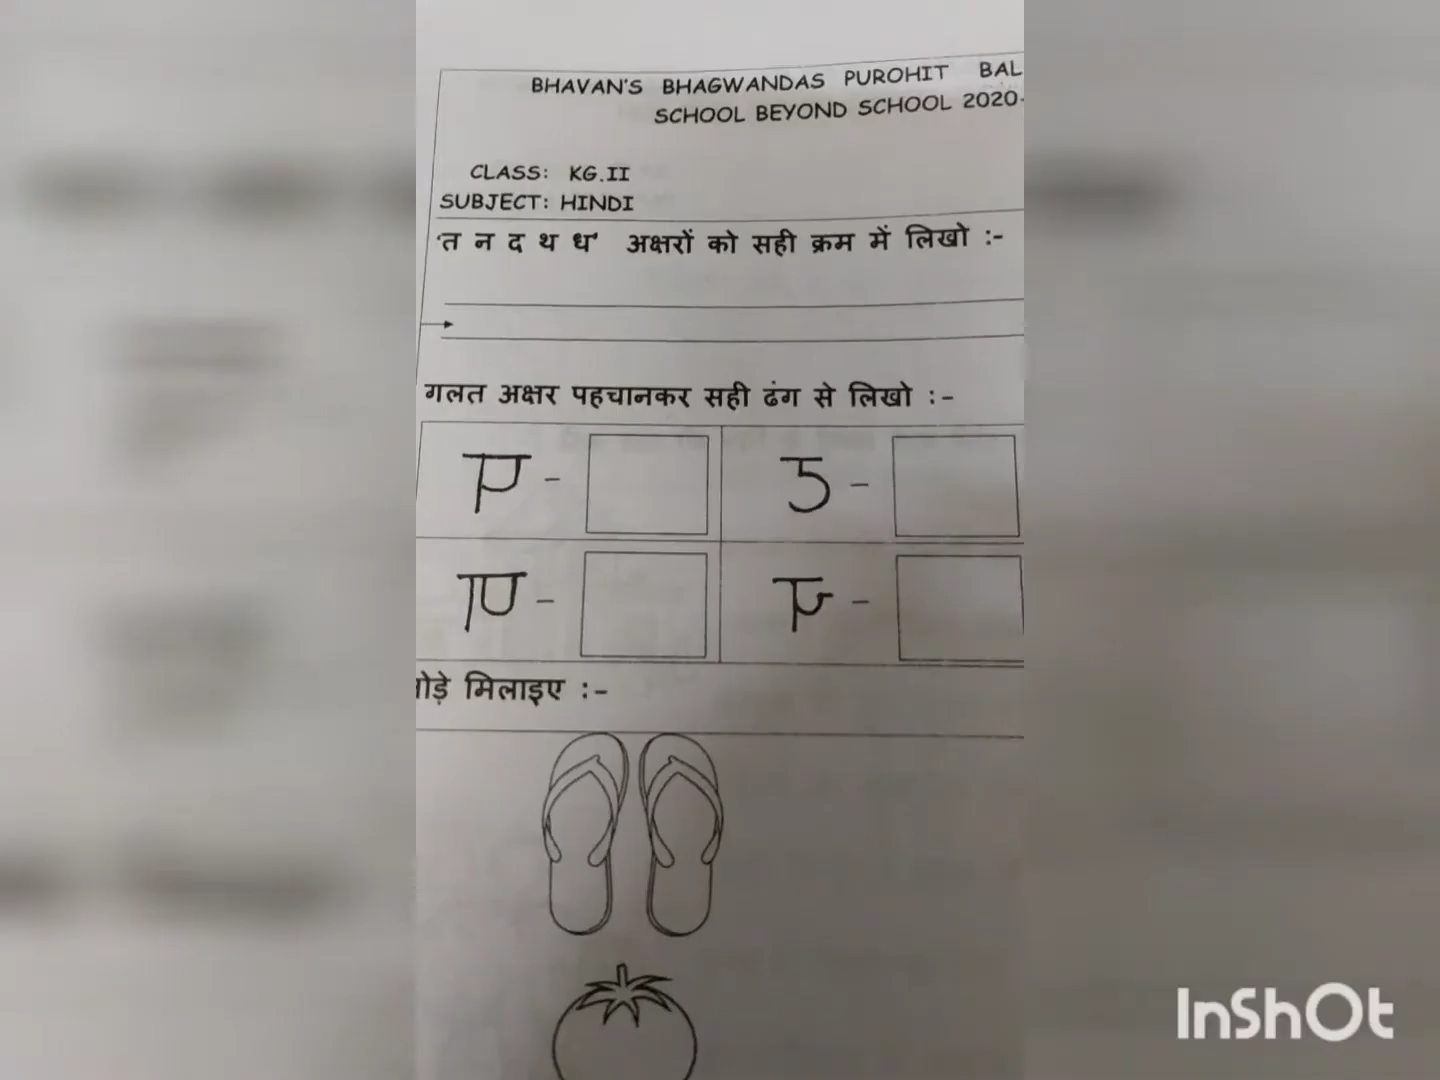 BHAVAN'S BHAGWANDAS PUROHIT BAL
SCHOOL BEYOND SCHOOL 2020-
CLASS: KG.II
SUBJECT: HINDI
'त न द थ ध' अक्षरों को सही क्रम में लिखो :-
गलत अक्षर पहचानकर सही ढंग से लिखो :-
मिलाइए :-
InShOt